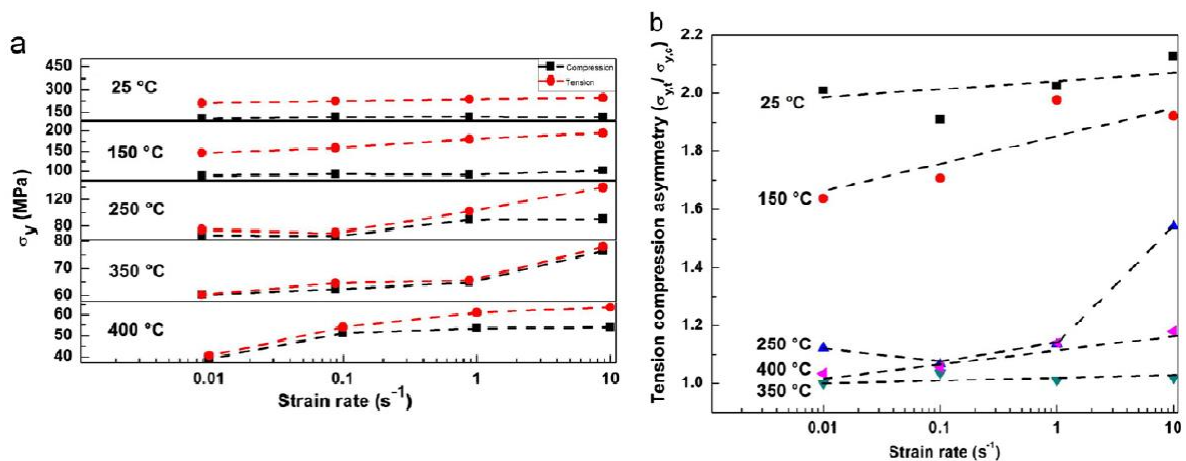 a
σy (MPa)
450
300
150
25 °C
Compression
Tension
200
150
100
150 °C
120
80
250 °C
80
70
60
350 °C
60
50
40
400 °C
0.01
0.1
1
10
Strain rate (s⁻¹)
b
Tension compression asymmetry (σy,t/ σy,c)
2.2
2.0
1.8
1.6
1.4
1.2
1.0
25 °C
150 °C
250 °C
400 °C
350 °C
0.01
0.1
1
10
Strain rate (s⁻¹)